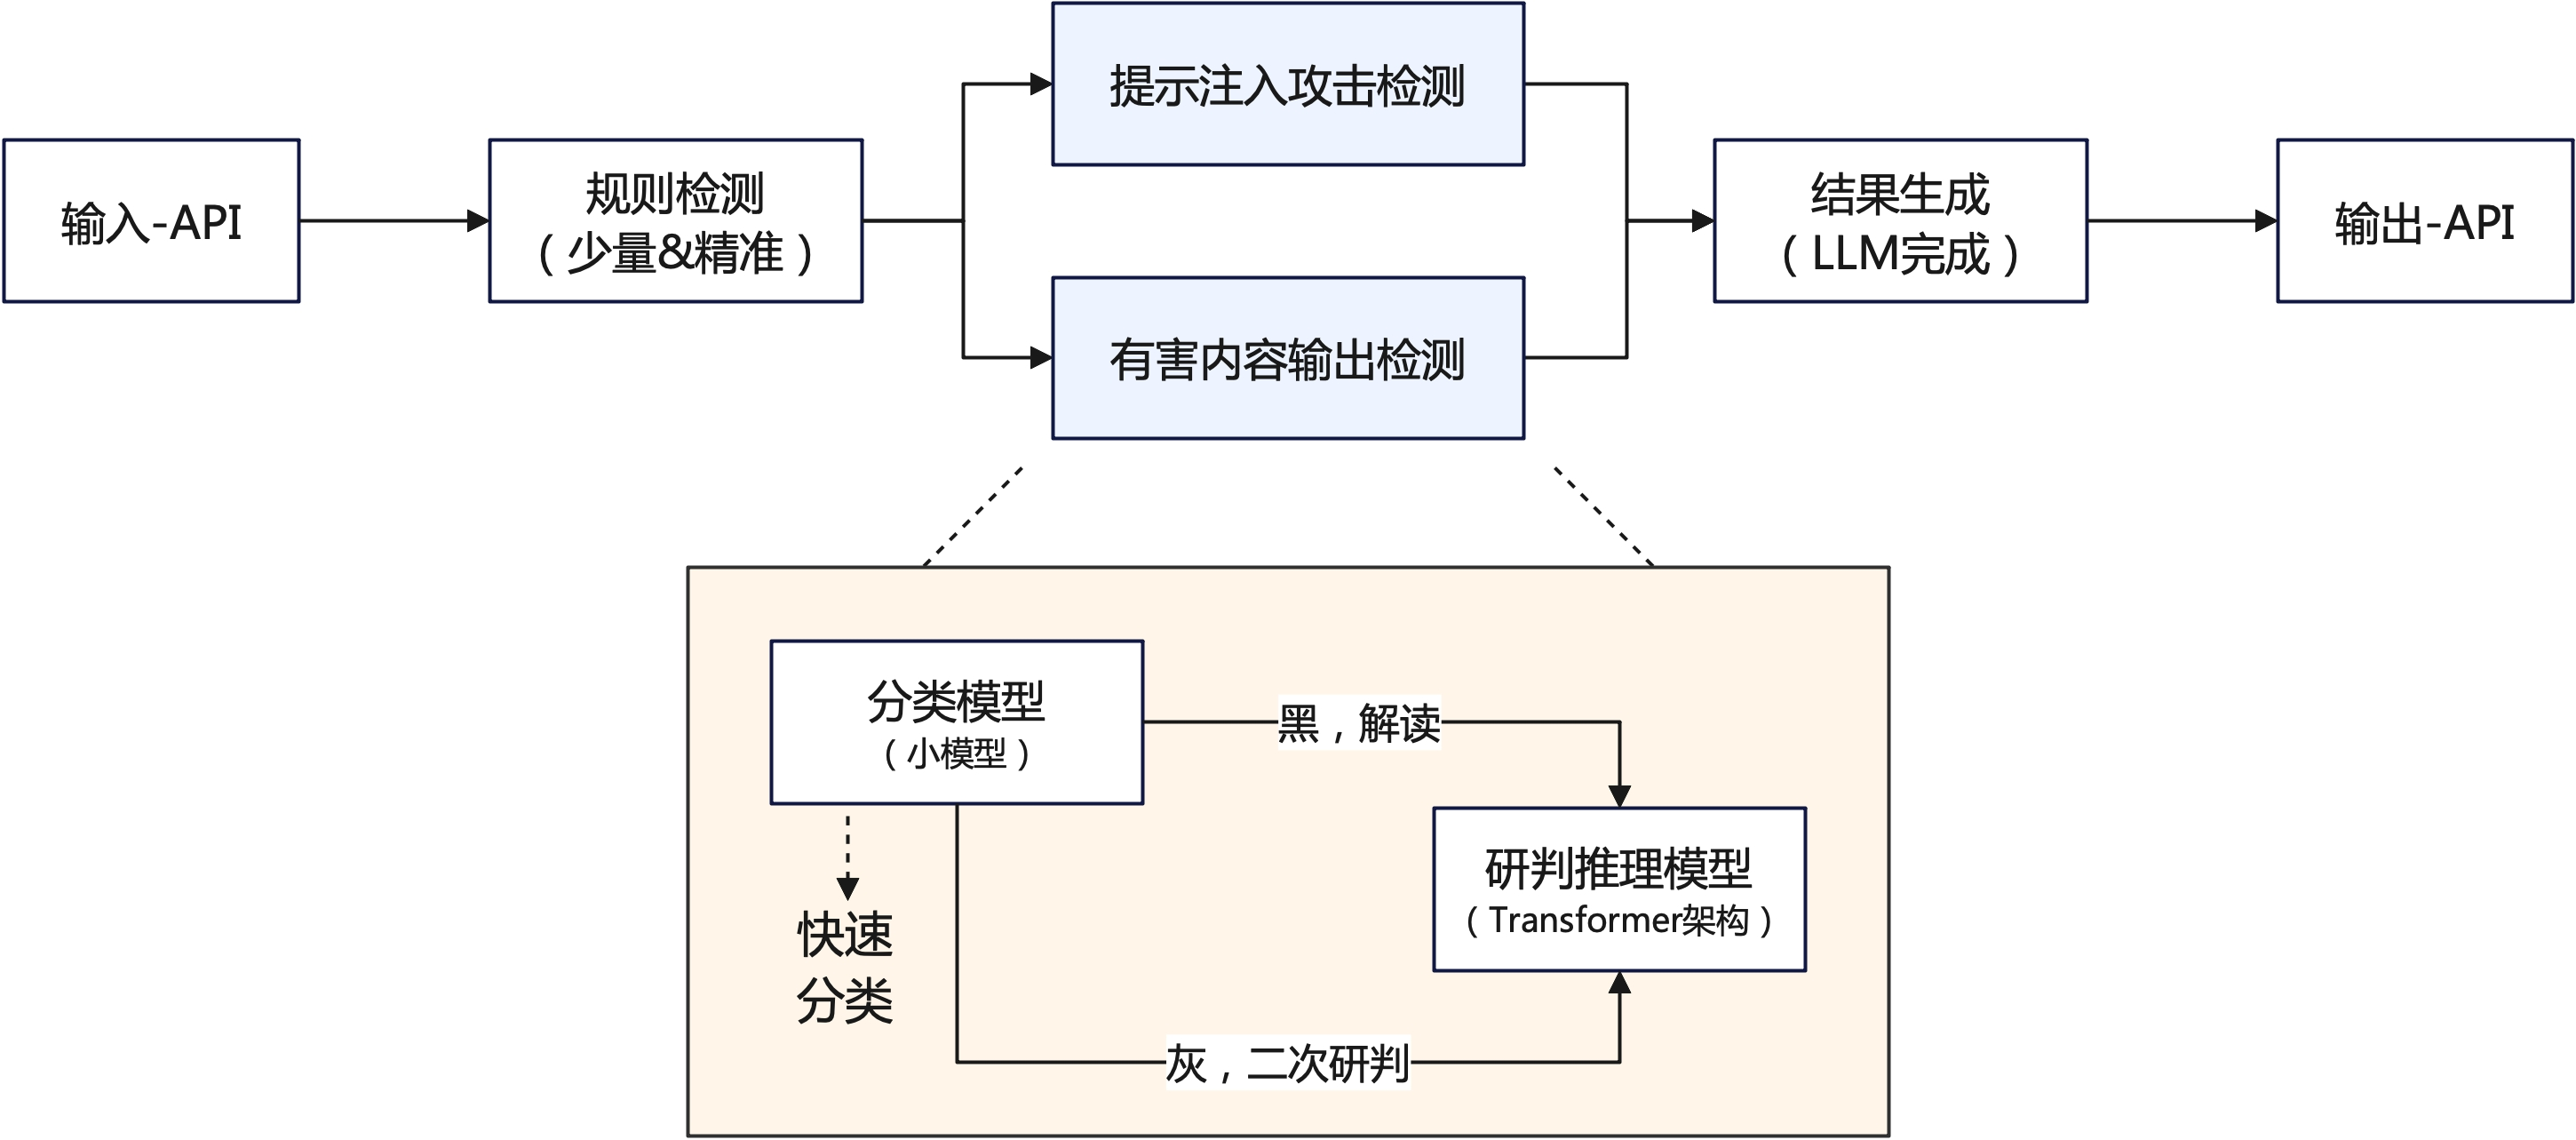 输入-API
规则检测
（少量&精准）
提示注入攻击检测
有害内容输出检测
结果生成
（LLM完成）
输出-API
分类模型
（小模型）
黑，解读
研判推理模型
（Transformer架构）
快速
分类
灰，二次研判